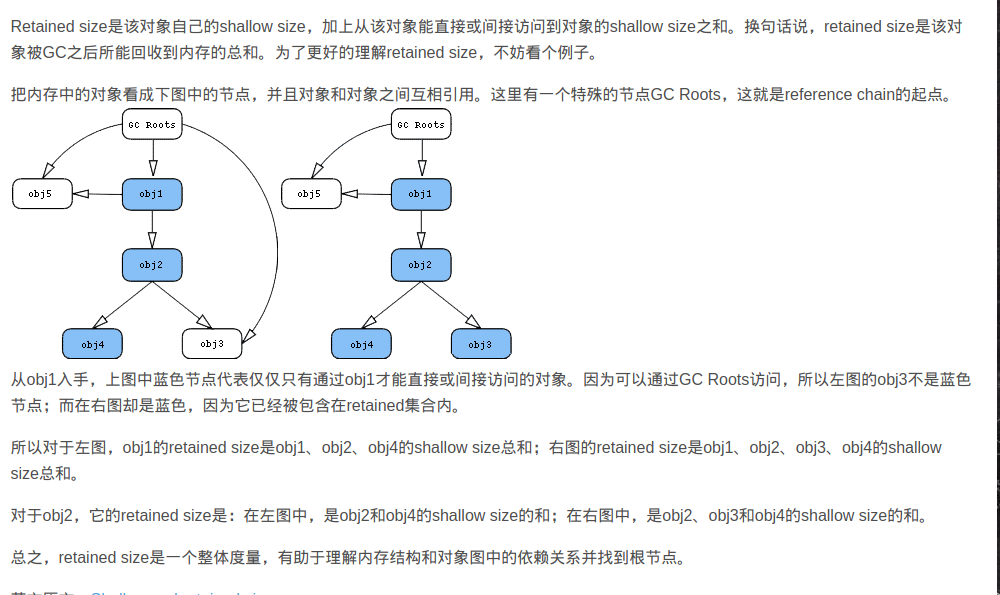 Retained size是该对象自己的shallow size，加上从该对象能直接或间接访问到对象的shallow size之和。换句话说，retained size是该对
象被GC之后所能回收到内存的总和。为了更好的理解retained size，不妨看个例子。
把内存中的对象看成下图中的节点，并且对象和对象之间互相引用。这里有一个特殊的节点GC Roots，这就是reference chain的起点。
GC Roots
obj5
obj1
obj2
obj4
obj3
GC Roots
obj5
obj1
obj2
obj4
obj3
从obj1入手，上图中蓝色节点代表仅仅只有通过obj1才能直接或间接访问的对象。因为可以通过GC Roots访问，所以左图的obj3不是蓝色
节点；而在右图却是蓝色，因为它已经被包含在retained集合内。
所以对于左图，obj1的retained size是obj1、obj2、obj4的shallow size总和；右图的retained size是obj1、obj2、obj3、obj4的shallow
size总和。
对于obj2，它的retained size是：在左图中，是obj2和obj4的shallow size的和；在右图中，是obj2、obj3和obj4的shallow size的和。
总之，retained size是一个整体度量，有助于理解内存结构和对象图中的依赖关系并找到根节点。